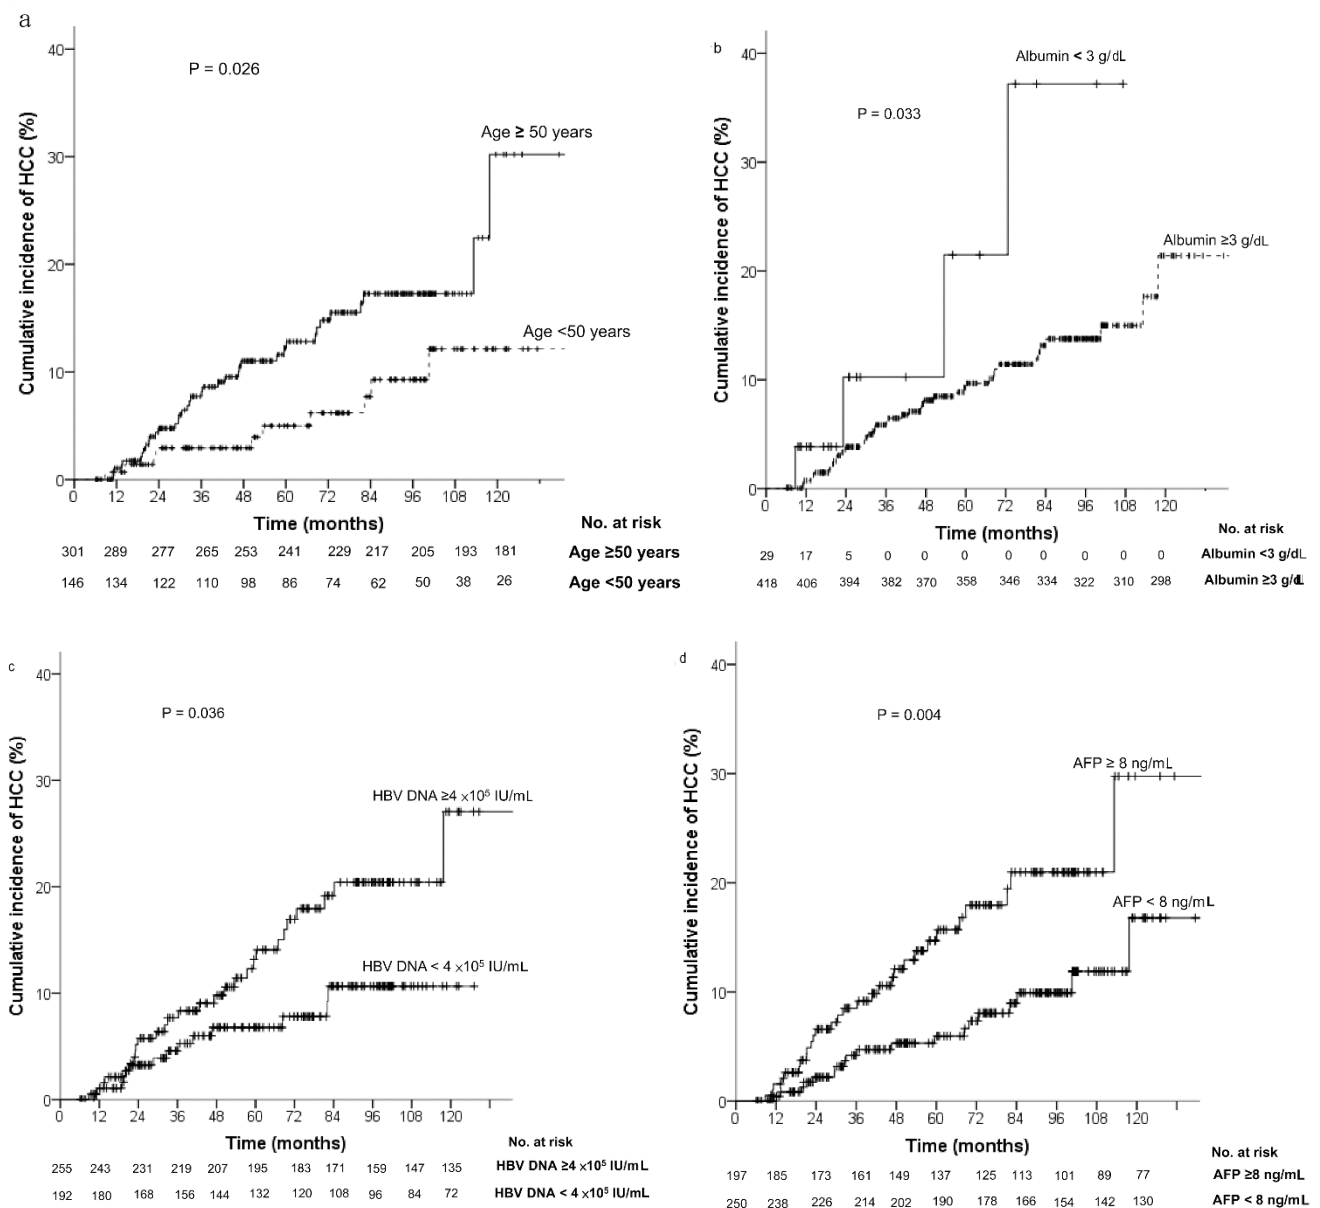 a
P = 0.026
Age ≥ 50 years
Age <50 years
Cumulative incidence of HCC (%)
40
30
20
10
0
0 12 24 36 48 60 72 84 96 108 120
Time (months)
No. at risk
301 289 277 265 253 241 229 217 205 193 181 Age ≥50 years
146 134 122 110 98 86 74 62 50 38 26 Age <50 years
b
Albumin < 3 g/dL
P = 0.033
Albumin ≥3 g/dL
Cumulative incidence of HCC (%)
40
30
20
10
0
0 12 24 36 48 60 72 84 96 108 120
Time (months)
No. at risk
29 17 5 0 0 0 0 0 0 0 0 Albumin <3 g/dL
418 406 394 382 370 358 346 334 322 310 298 Albumin ≥3 g/dL
c
P = 0.036
HBV DNA ≥4 ×10⁵ IU/mL
HBV DNA < 4 ×10⁵ IU/mL
Cumulative incidence of HCC (%)
40
30
20
10
0
0 12 24 36 48 60 72 84 96 108 120
Time (months)
No. at risk
255 243 231 219 207 195 183 171 159 147 135 HBV DNA ≥4 ×10⁵ IU/mL
192 180 168 156 144 132 120 108 96 84 72 HBV DNA < 4 ×10⁵ IU/mL
d
P = 0.004
AFP ≥ 8 ng/mL
AFP < 8 ng/mL
Cumulative incidence of HCC (%)
40
30
20
10
0
0 12 24 36 48 60 72 84 96 108 120
Time (months)
No. at risk
197 185 173 161 149 137 125 113 101 89 77 AFP ≥8 ng/mL
250 238 226 214 202 190 178 166 154 142 130 AFP < 8 ng/mL